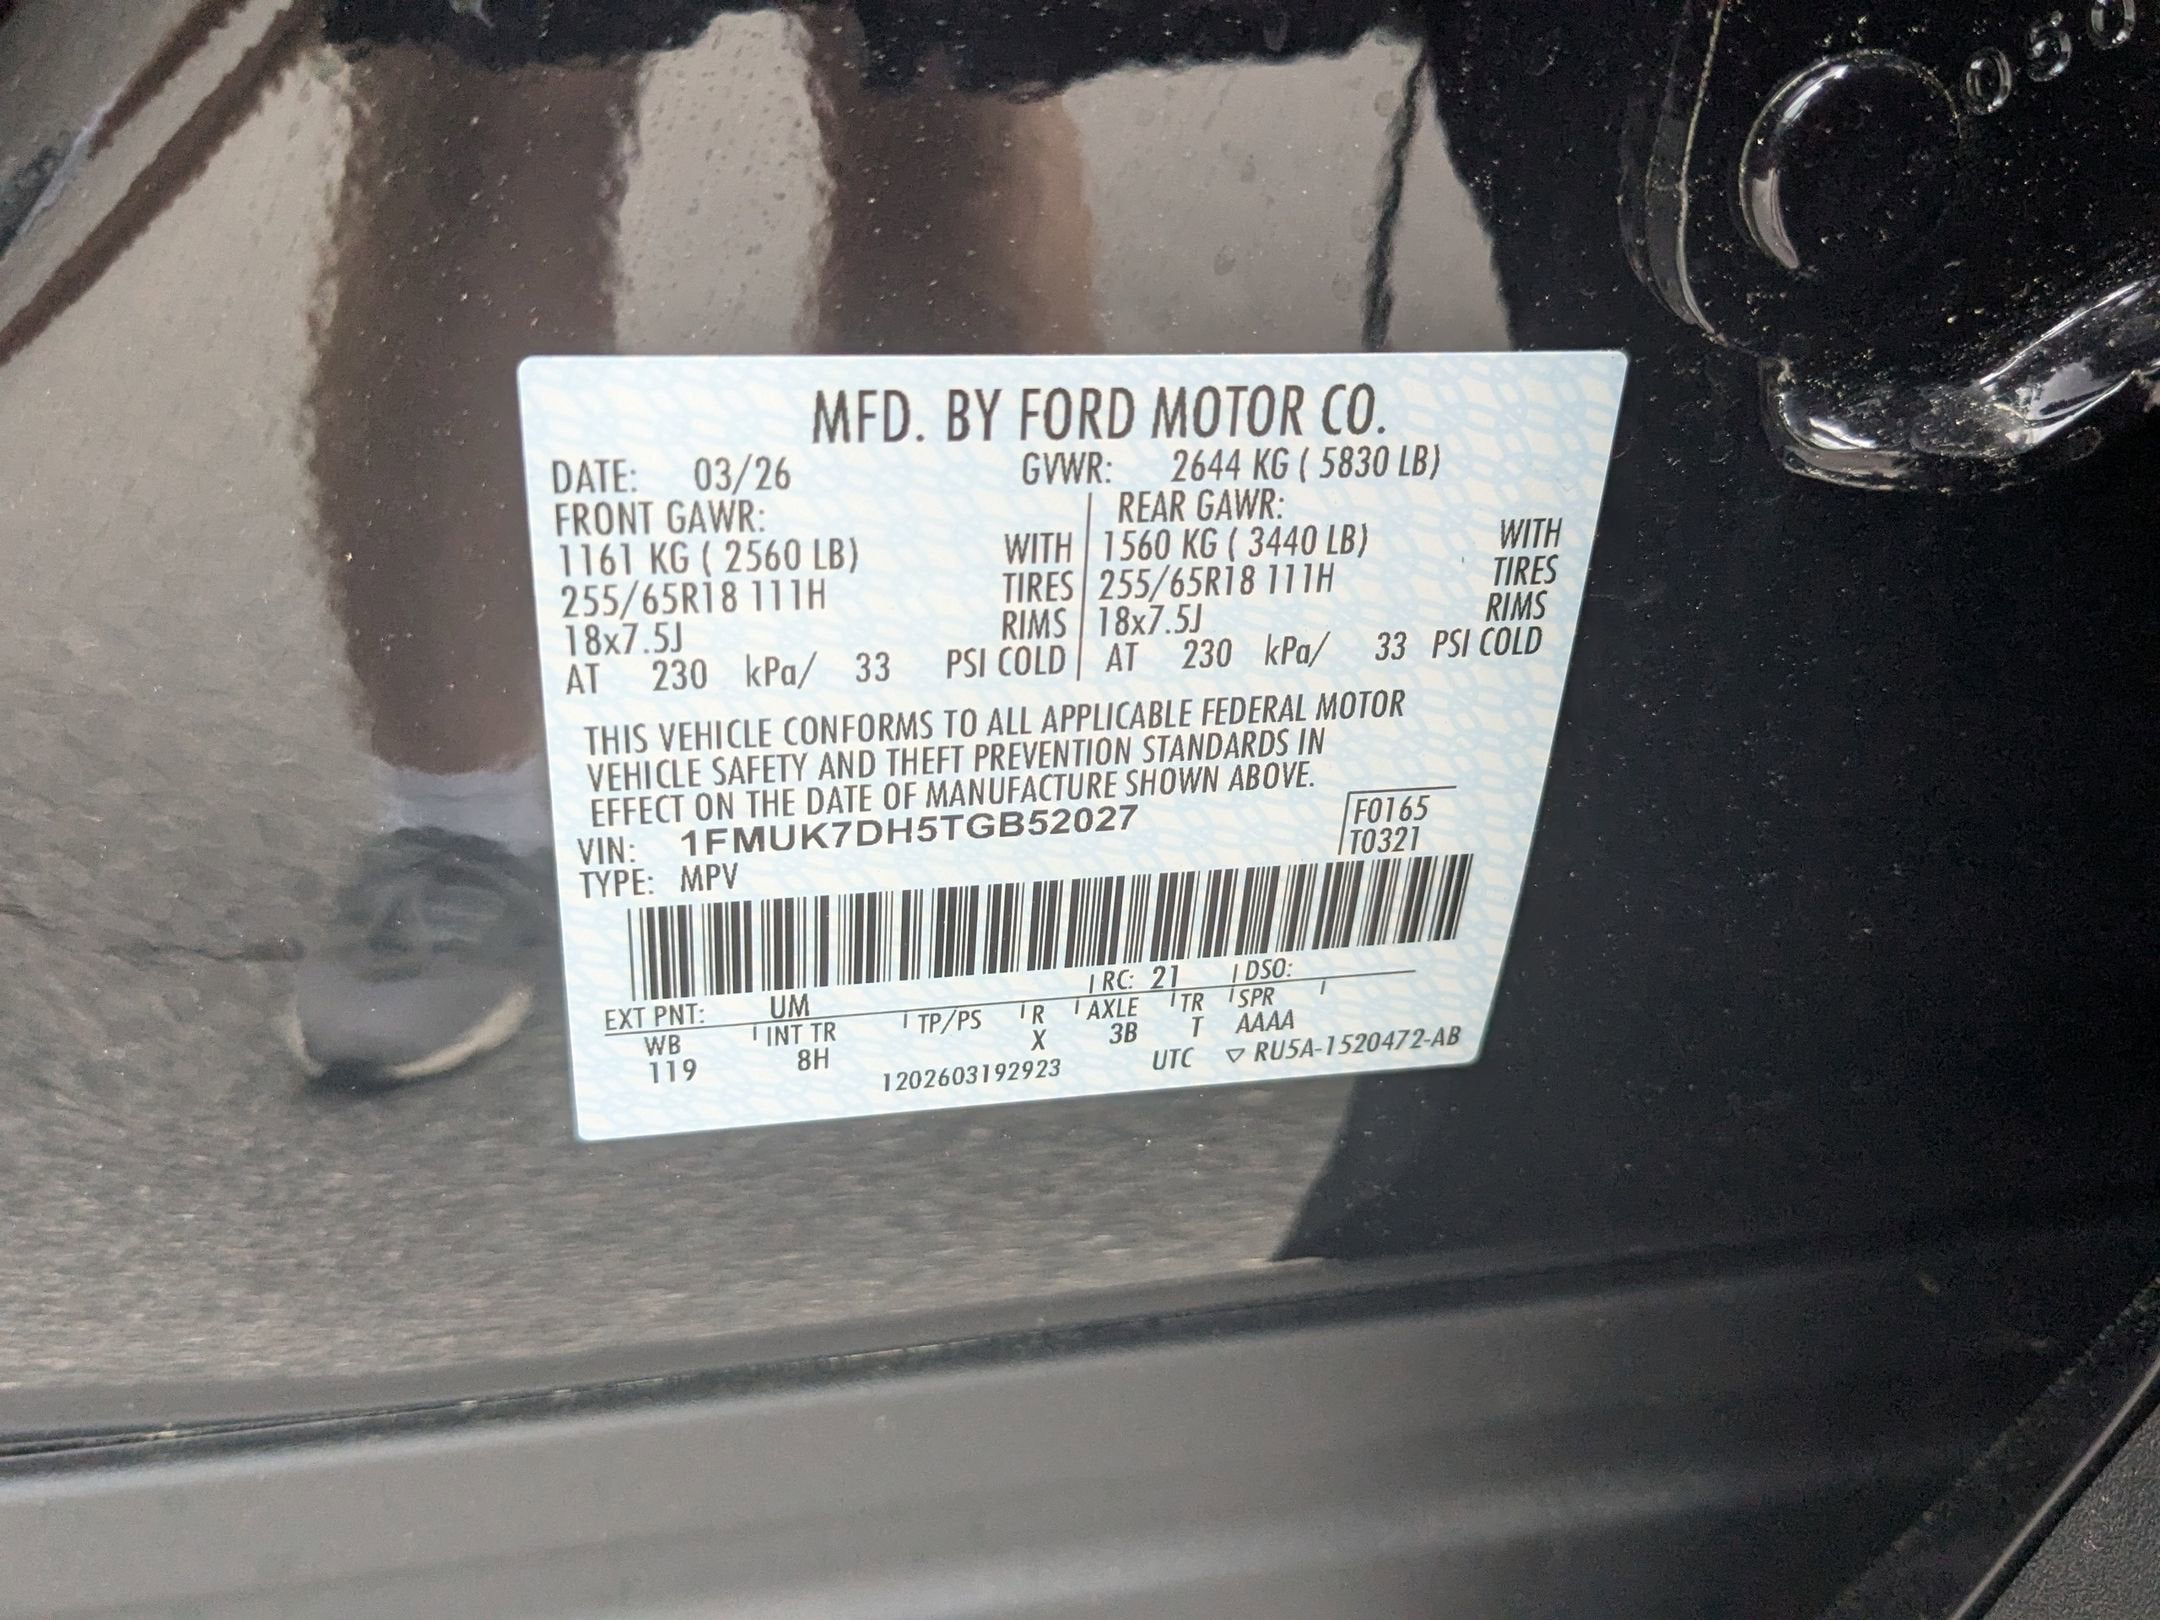 050
MFD. BY FORD MOTOR CO.
DATE: 03/26 GVWR: 2644 KG ( 5830 LB)
FRONT GAWR: REAR GAWR:
1161 KG ( 2560 LB) WITH 1560 KG ( 3440 LB) WITH
255/65R18 111H TIRES 255/65R18 111H TIRES
18x7.5J RIMS 18x7.5J RIMS
AT 230 kPa/ 33 PSI COLD AT 230 kPa/ 33 PSI COLD
THIS VEHICLE CONFORMS TO ALL APPLICABLE FEDERAL MOTOR
VEHICLE SAFETY AND THEFT PREVENTION STANDARDS IN
EFFECT ON THE DATE OF MANUFACTURE SHOWN ABOVE.
VIN: 1FMUK7DH5TGB52027 F0165
TYPE: MPV T0321
EXT PNT: UM RC: 21 DSO:
WB INT TR TP/PS R AXLE TR SPR
119 8H X 3B T AAAA
1202603192923 UTC ▽ RU5A-1520472-AB